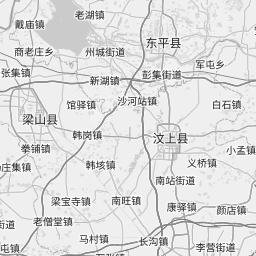 老湖镇
戴庙镇
东平县
商老庄乡
州城街道
军屯乡
张集镇
新湖镇
彭集街道
馆驿镇
沙河站镇
白石镇
梁山县
韩岗镇
汶上县
拳铺镇
小孟镇
韩垓镇
义桥镇
南站街道
梁宝寺镇
南旺镇
康驿镇
颜店镇
老僧堂镇
马村镇
长沟镇
李营街道